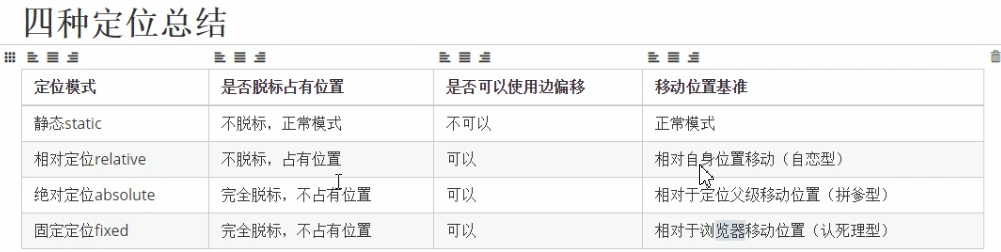 四种定位总结
定位模式 是否脱标占有位置 是否可以使用边偏移 移动位置基准
静态static 不脱标，正常模式 不可以 正常模式
相对定位relative 不脱标，占有位置 可以 相对自身位置移动（自恋型）
绝对定位absolute 完全脱标，不占有位置 可以 相对于定位父级移动位置（拼爹型）
固定定位fixed 完全脱标，不占有位置 可以 相对于浏览器移动位置（认死理型）